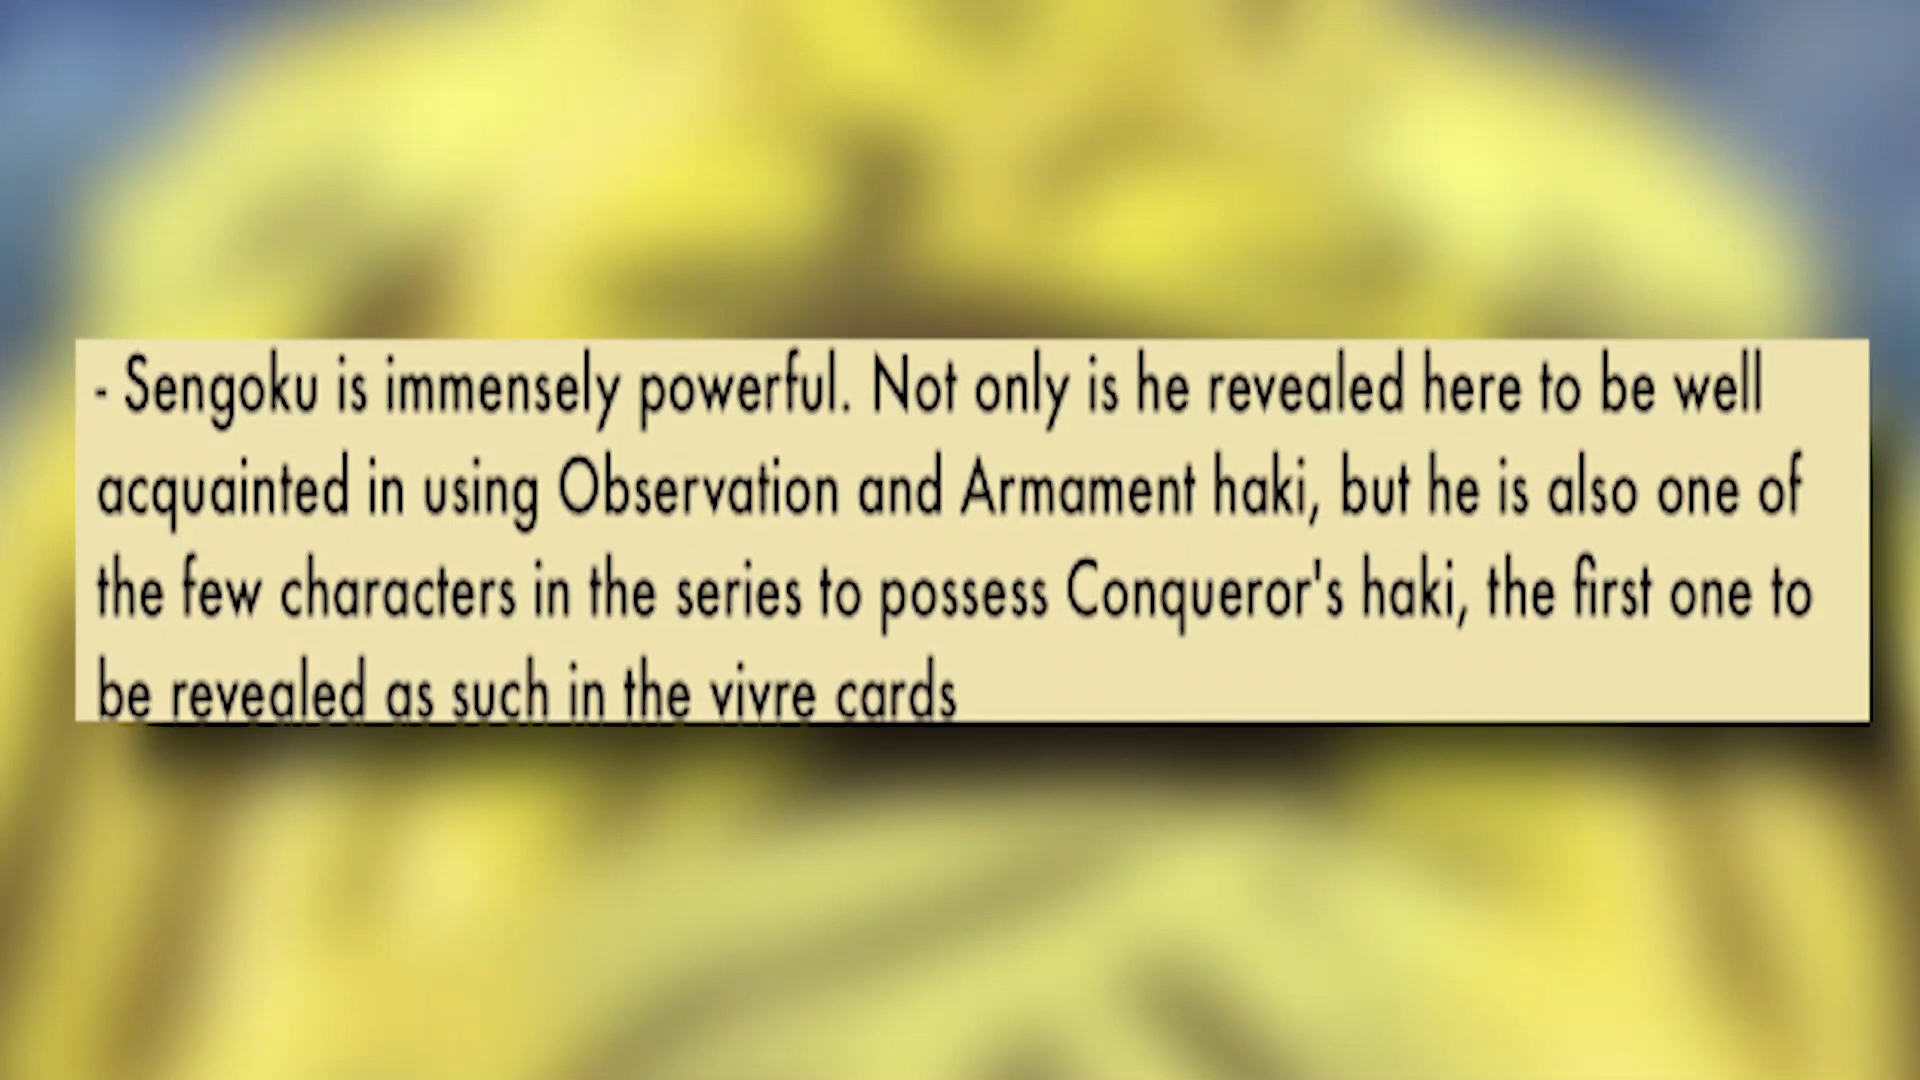 - Sengoku is immensely powerful. Not only is he revealed here to be well
acquainted in using Observation and Armament haki, but he is also one of
the few characters in the series to possess Conqueror's haki, the first one to
be revealed as such in the vivre cards